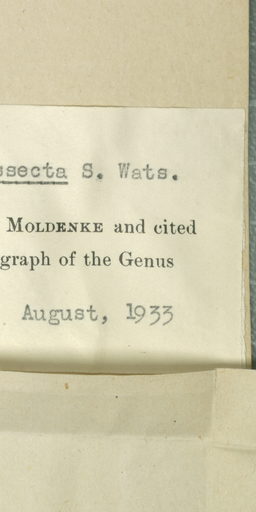 ssecta S. Wats.
MOLDENKE and cited
graph of the Genus
August, 1933